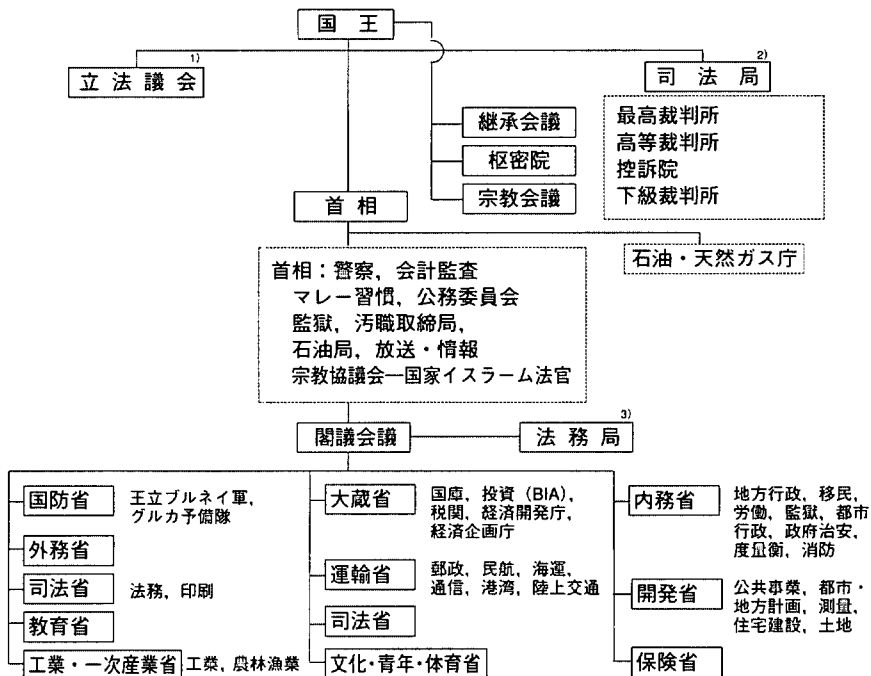 国王
立法議会 1)
司法局 2)
最高裁判所
高等裁判所
控訴院
下級裁判所
継承会議
枢密院
宗教会議
首相
石油・天然ガス庁
首相：警察，会計監査
マレー習慣，公務委員会
監獄，汚職取締局，
石油局，放送・情報
宗教協議会―国家イスラーム法官
閣議会議
法務局 3)
国防省
王立ブルネイ軍，
グルカ予備隊
外務省
司法省
法務，印刷
教育省
工業・一次産業省
工業，農林漁業
大蔵省
国庫，投資（BIA），
税関，経済開発庁，
経済企画庁
運輸省
郵政，民航，海運，
通信，港湾，陸上交通
司法省
文化・青年・体育省
内務省
地方行政，移民，
労働，監獄，都市
行政，政府治安，
度量衡，消防
開発省
公共事業，都市・
地方計画，測量，
住宅建設，土地
保険省